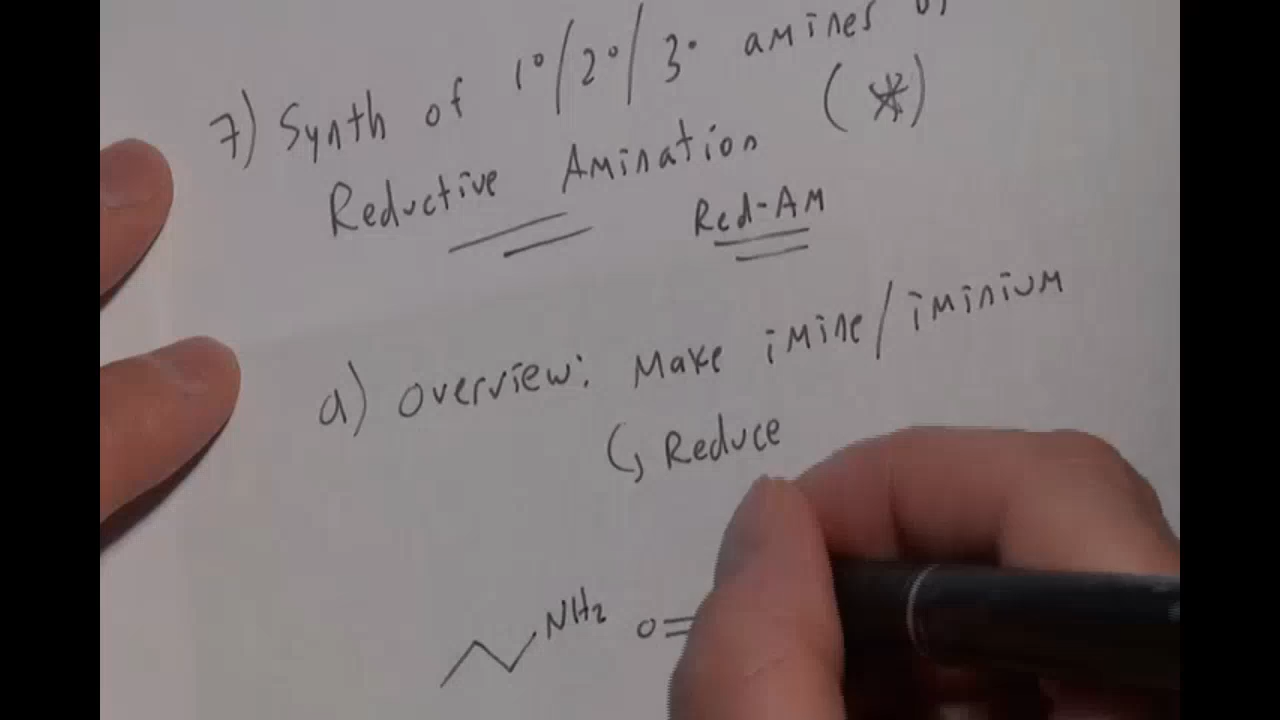 7) Synth of 1°/2°/3° amines
Reductive Amination (*)
Red-AM
a) overview: Make imine/iminium
↳ Reduce
NH₂ O=